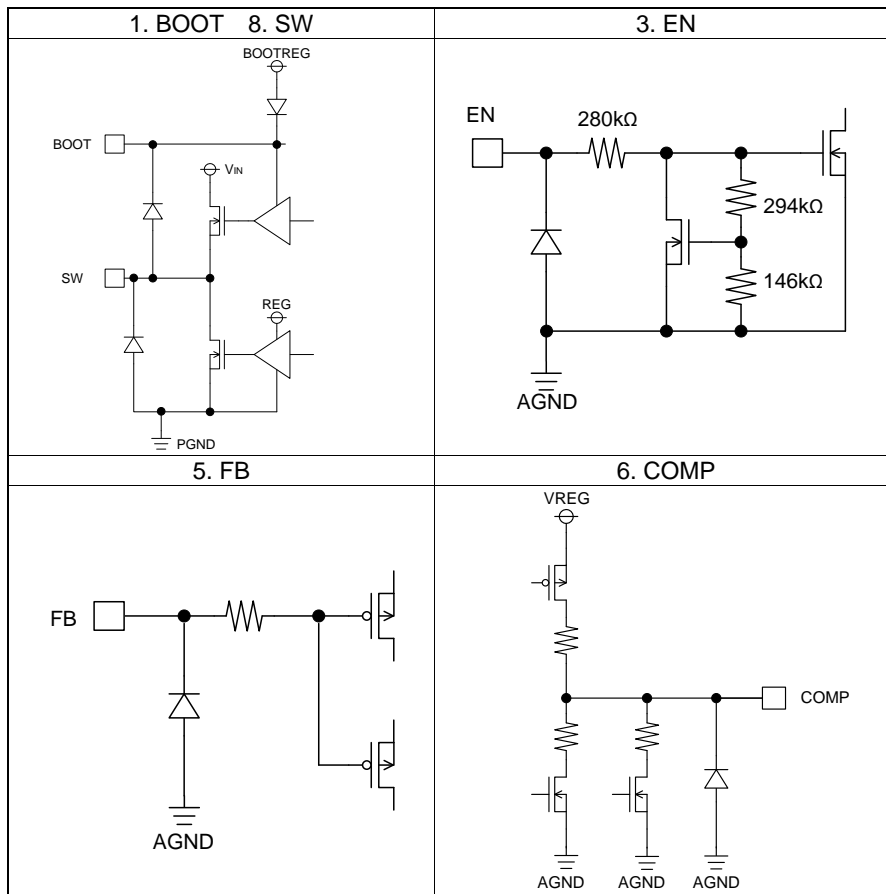 1. BOOT 8. SW
BOOTREG
BOOT
VIN
SW
REG
PGND
3. EN
EN
280kΩ
294kΩ
146kΩ
AGND
5. FB
FB
AGND
6. COMP
VREG
COMP
AGND AGND AGND